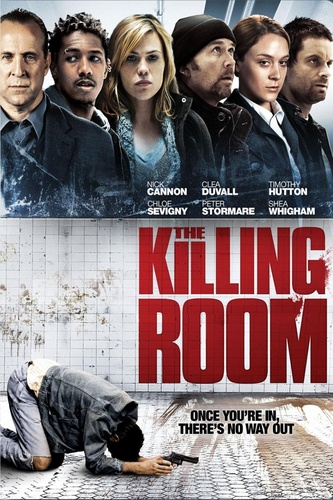 NICK CANNON
CLEA DUVALL
TIMOTHY HUTTON
CHLOE SEVIGNY
PETER STORMARE
SHEA WHIGHAM
THE
KILLING
ROOM
ONCE YOU'RE IN,
THERE'S NO WAY OUT